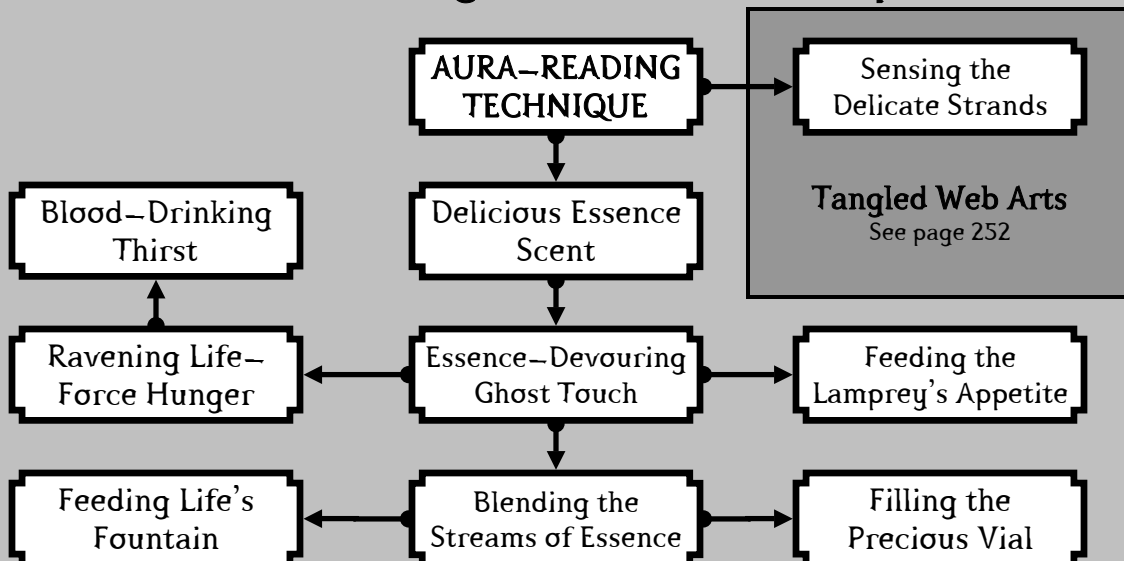 AURA–READING
TECHNIQUE
Sensing the
Delicate Strands
Tangled Web Arts
See page 252
Blood–Drinking
Thirst
Delicious Essence
Scent
Ravening Life–
Force Hunger
Essence–Devouring
Ghost Touch
Feeding the
Lamprey's Appetite
Feeding Life's
Fountain
Blending the
Streams of Essence
Filling the
Precious Vial